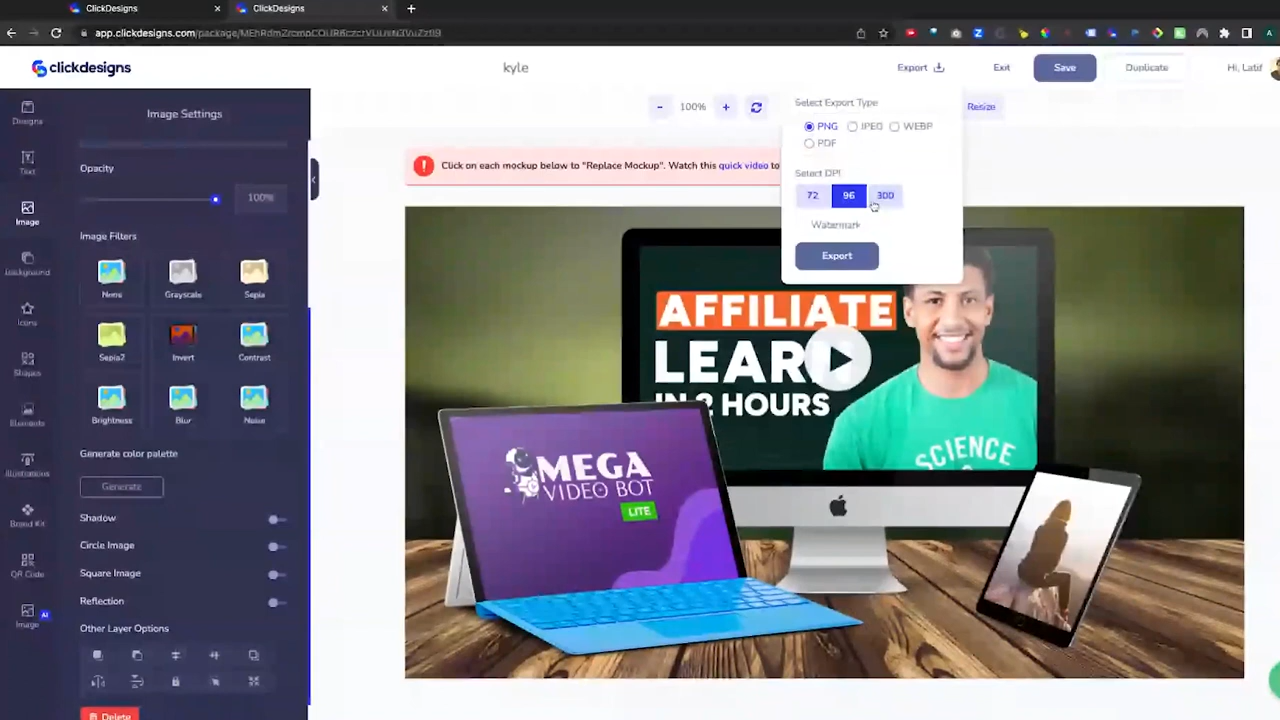 ClickDesigns
ClickDesigns
app.clickdesigns.com/package/
clickdesigns
kyle
Export
Exit
Save
Duplicate
Hi, Latif
Designs
Text
Image
Background
Icons
Shapes
Elements
Illustrations
Brand Kit
QR Code
Image
AI
Image Settings
Opacity
100%
Image Filters
None
Grayscale
Sepia
Sepia2
Invert
Contrast
Brightness
Blur
Noise
Generate color palette
Generate
Shadow
Circle Image
Square Image
Reflection
Other Layer Options
Delete
- 100% +
Resize
Select Export Type
PNG JPEG WEBP
PDF
Select DPI
72 96 300
Watermark
Export
! Click on each mockup below to "Replace Mockup". Watch this quick video to
AFFILIATE
LEARN
IN 2 HOURS
SCIENCE
MEGA
VIDEO BOT
LITE